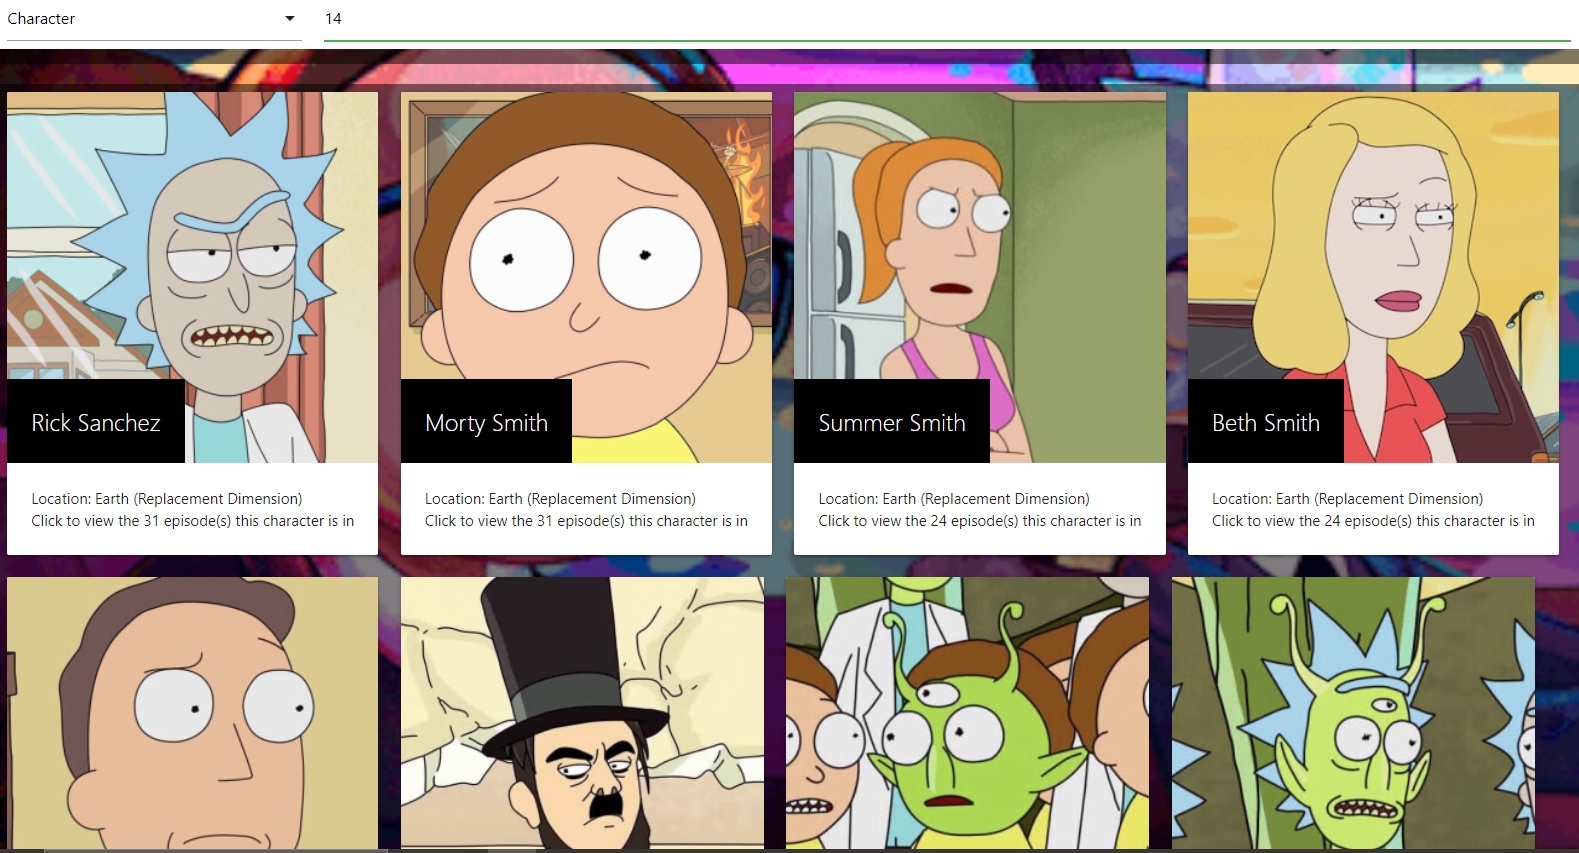 Character
14
Rick Sanchez
Morty Smith
Summer Smith
Beth Smith
Location: Earth (Replacement Dimension)
Click to view the 31 episode(s) this character is in
Location: Earth (Replacement Dimension)
Click to view the 31 episode(s) this character is in
Location: Earth (Replacement Dimension)
Click to view the 24 episode(s) this character is in
Location: Earth (Replacement Dimension)
Click to view the 24 episode(s) this character is in